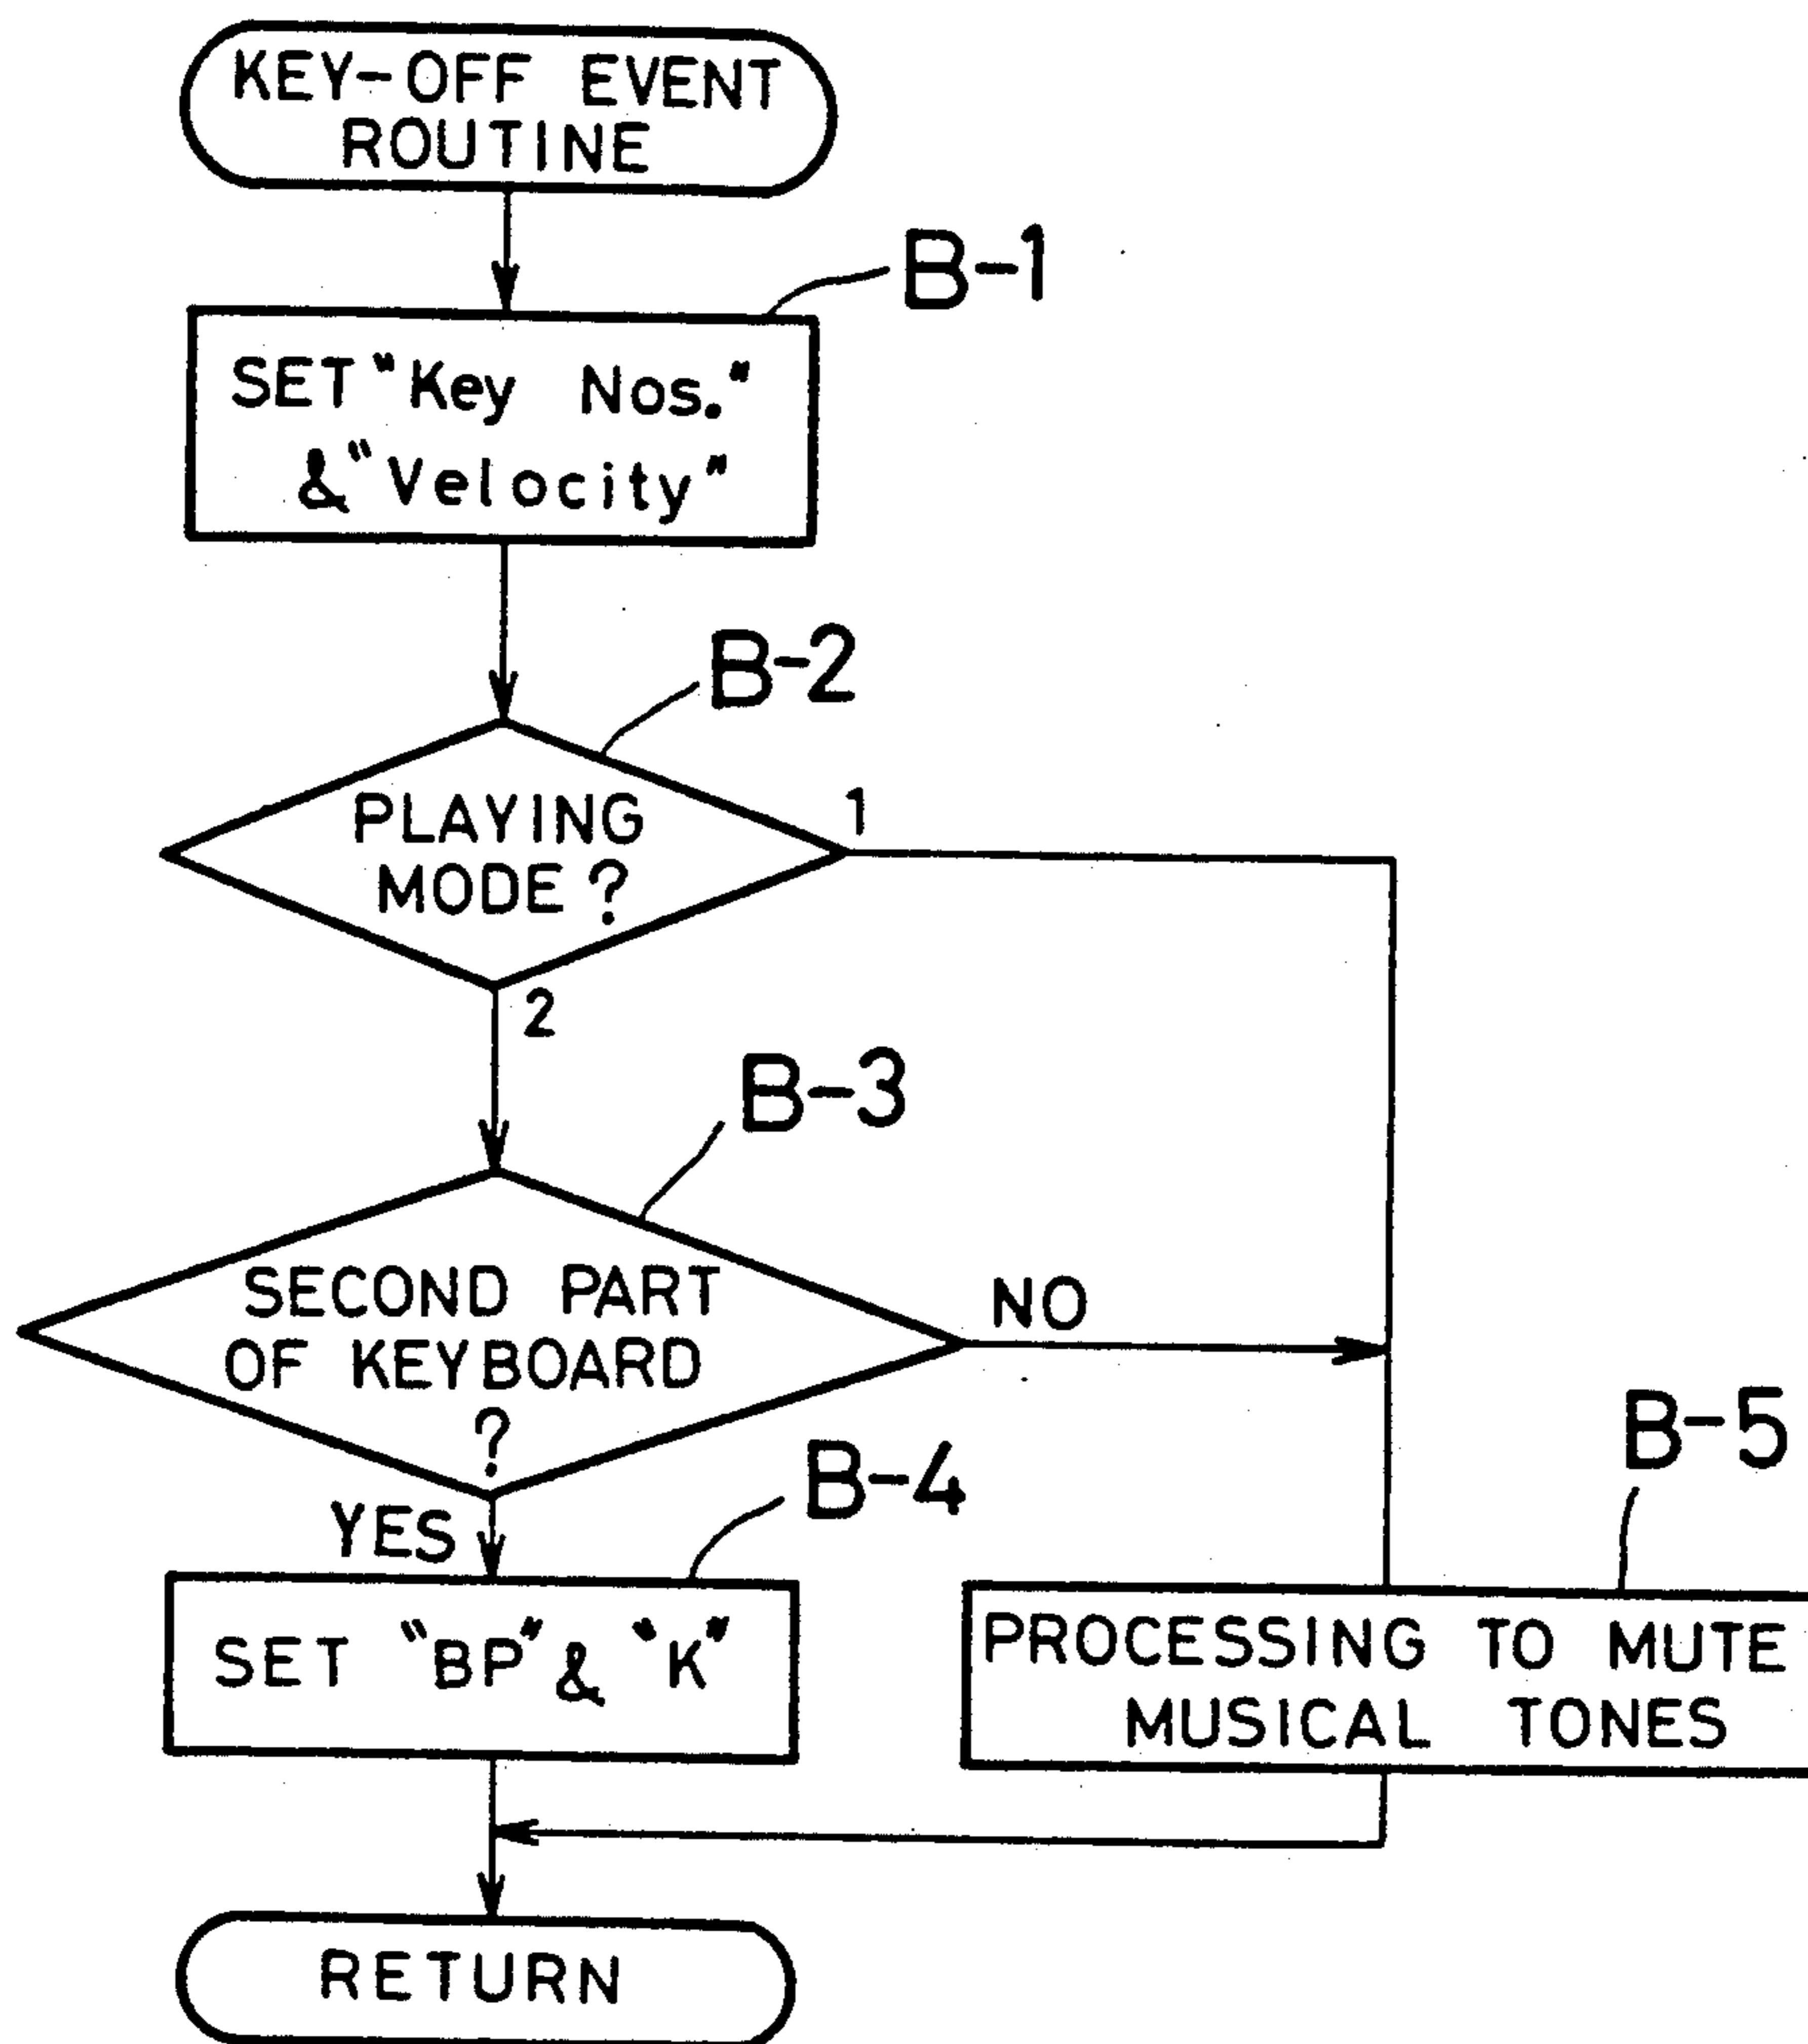 KEY-OFF EVENT
ROUTINE
B-1
SET "Key Nos."
& "Velocity"
B-2
PLAYING
MODE ?
1
2
B-3
SECOND PART
OF KEYBOARD
?
NO
YES
B-4
B-5
SET "BP" & "K"
PROCESSING TO MUTE
MUSICAL TONES
RETURN